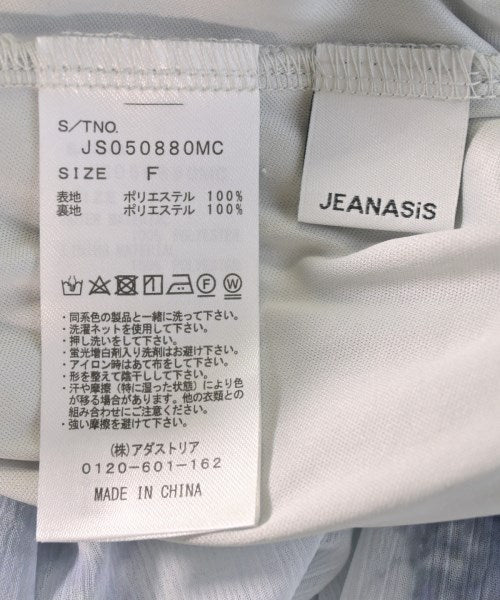 S/TNO.
JS050880MC
SIZE F
表地 ポリエステル 100%
裏地 ポリエステル 100%
F W
・同系色の製品と一緒に洗って下さい。
・洗濯ネットを使用して下さい。
・押し洗いをして下さい。
・蛍光増白剤入り洗剤はお避け下さい。
・アイロン時はあて布をして下さい。
・形を整えて陰干しして下さい。
・汗や摩擦（特に湿った状態）により色
が移る場合があります。他の衣類との
組み合わせにご注意ください。
・強い摩擦を避けて下さい。
(株)アダストリア
0120-601-162
MADE IN CHINA
JEANASiS